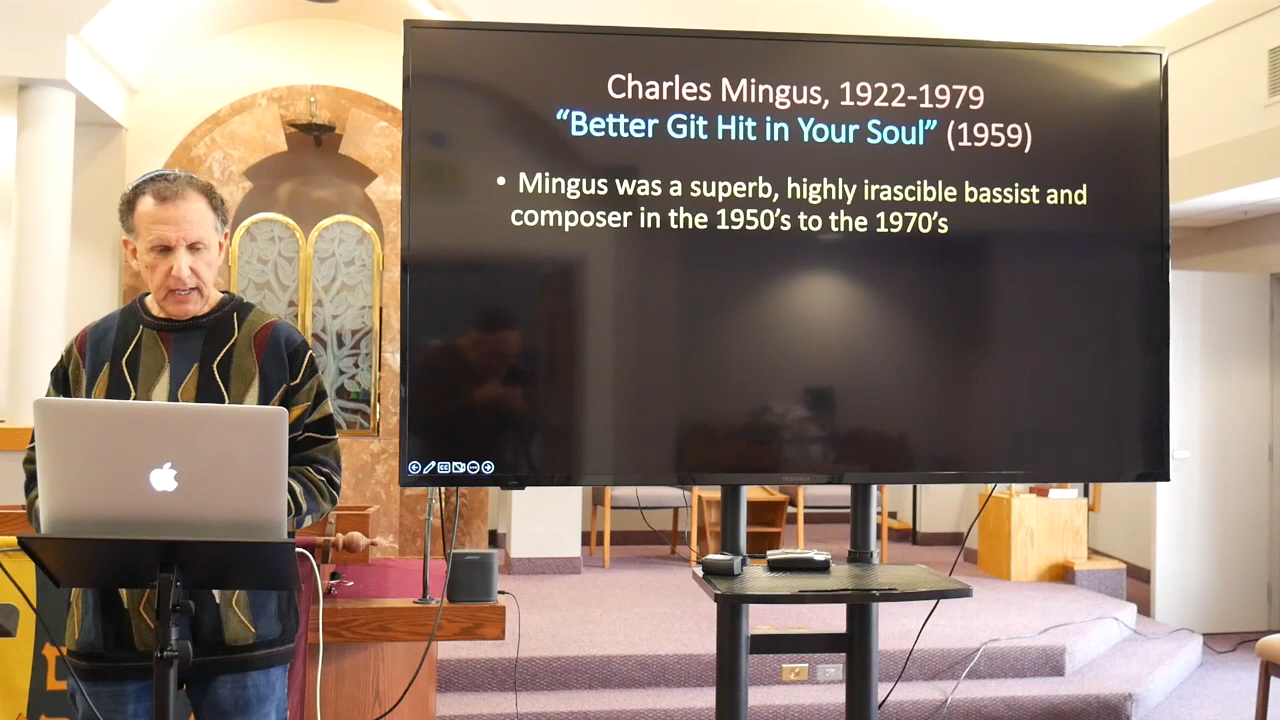 Charles Mingus, 1922-1979
“Better Git Hit in Your Soul” (1959)
• Mingus was a superb, highly irascible bassist and
composer in the 1950’s to the 1970’s